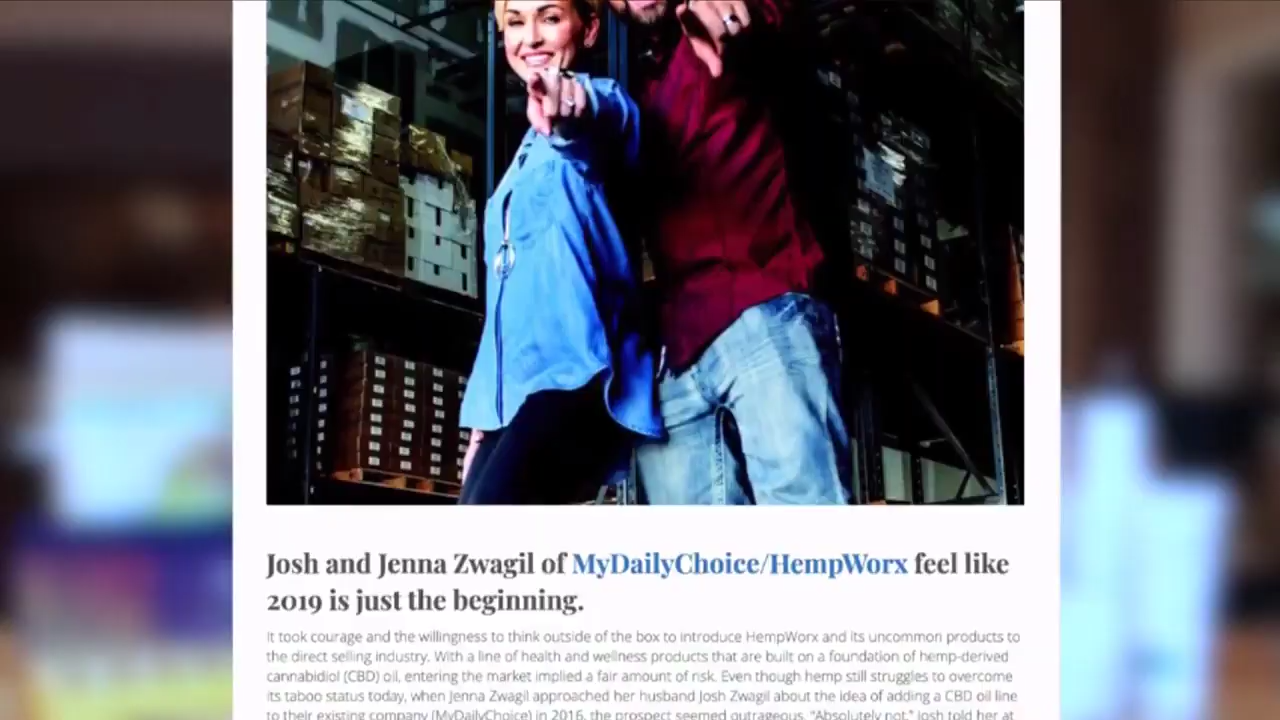 Josh and Jenna Zwagil of MyDailyChoice/HempWorx feel like
2019 is just the beginning.
It took courage and the willingness to think outside of the box to introduce HempWorx and its uncommon products to
the direct selling industry. With a line of health and wellness products that are built on a foundation of hemp-derived
cannabidiol (CBD) oil, entering the market implied a fair amount of risk. Even though hemp still struggles to overcome
its taboo status today, when Jenna Zwagil approached her husband Josh Zwagil about the idea of adding a CBD oil line
to their existing company (MyDailyChoice) in 2016, the prospect seemed outrageous. "Absolutely not," Josh told her at